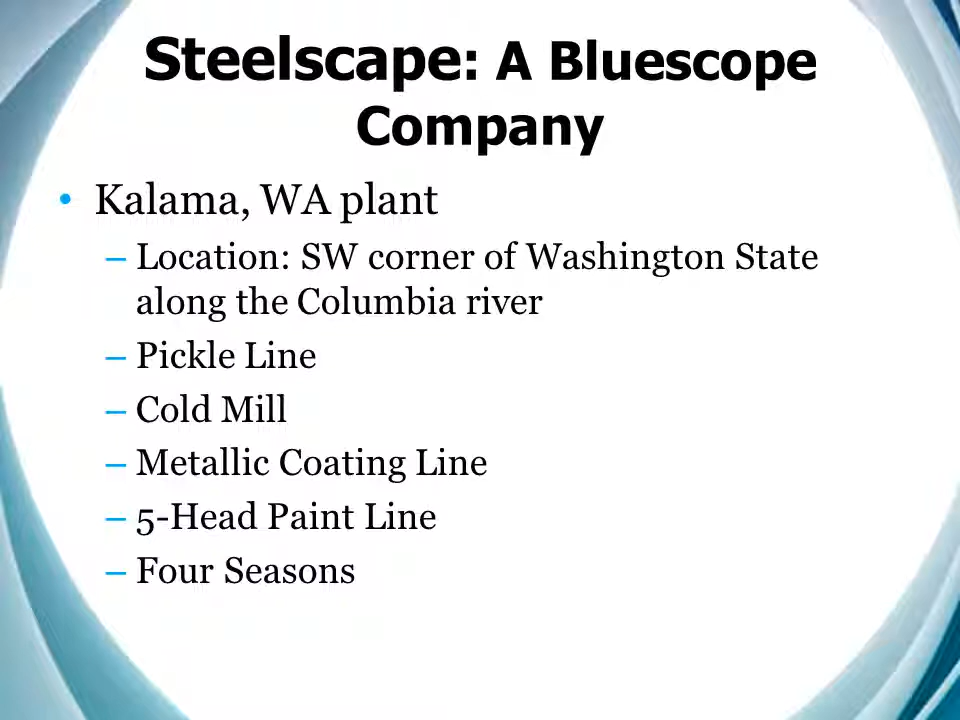 Steelscape: A Bluescope
Company
• Kalama, WA plant
– Location: SW corner of Washington State
along the Columbia river
– Pickle Line
– Cold Mill
– Metallic Coating Line
– 5-Head Paint Line
– Four Seasons